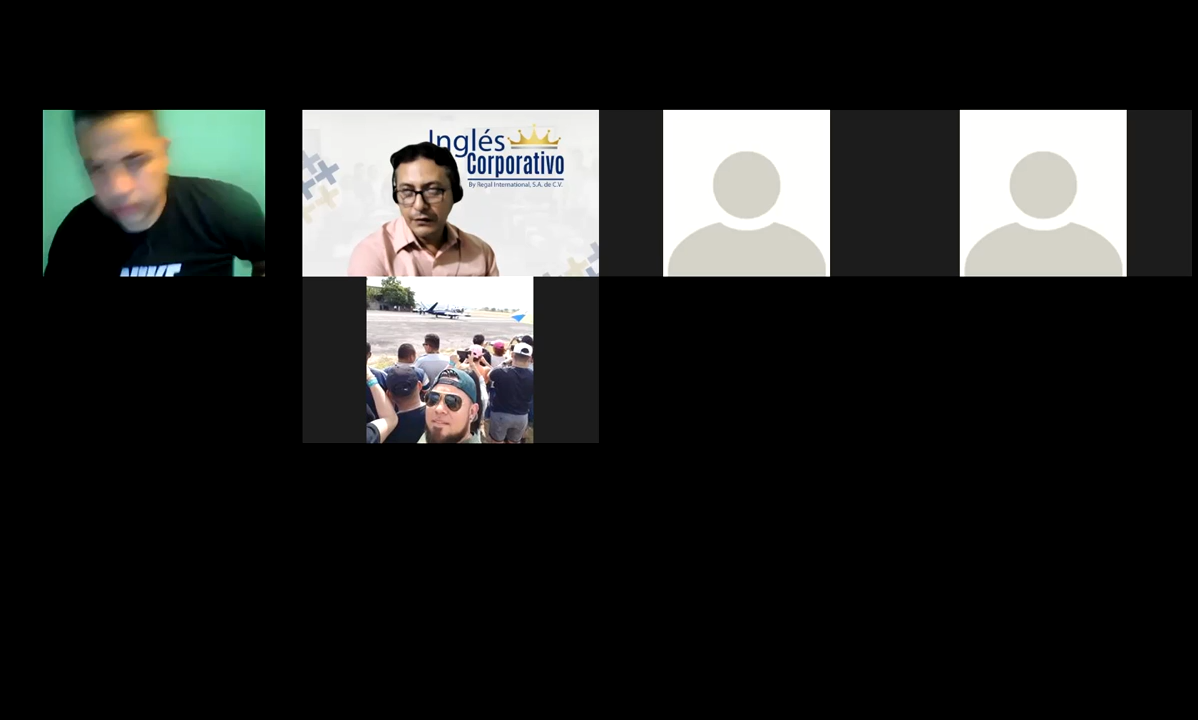 NIKE
Inglés
Corporativo
By Regal International, S.A. de C.V.